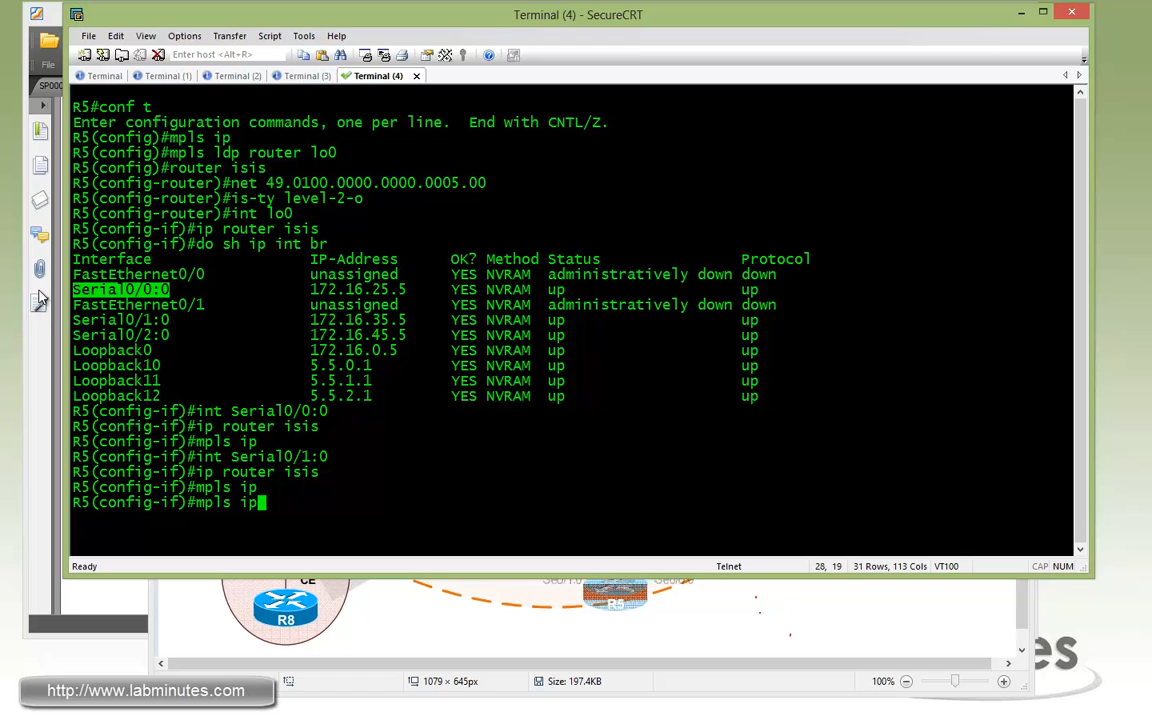 Terminal (4) - SecureCRT
File Edit View Options Transfer Script Tools Help
Enter host <Alt+R>
File
Terminal Terminal (1) Terminal (2) Terminal (3) Terminal (4)
SP000
R5#conf t
Enter configuration commands, one per line.  End with CNTL/Z.
R5(config)#mpls ip
R5(config)#mpls ldp router lo0
R5(config)#router isis
R5(config-router)#net 49.0100.0000.0000.0005.00
R5(config-router)#is-ty level-2-o
R5(config-router)#int lo0
R5(config-if)#ip router isis
R5(config-if)#do sh ip int br
Interface IP-Address OK? Method Status Protocol
FastEthernet0/0 unassigned YES NVRAM administratively down down
Serial0/0:0 172.16.25.5 YES NVRAM up up
FastEthernet0/1 unassigned YES NVRAM administratively down down
Serial0/1:0 172.16.35.5 YES NVRAM up up
Serial0/2:0 172.16.45.5 YES NVRAM up up
Loopback0 172.16.0.5 YES NVRAM up up
Loopback10 5.5.0.1 YES NVRAM up up
Loopback11 5.5.1.1 YES NVRAM up up
Loopback12 5.5.2.1 YES NVRAM up up
R5(config-if)#int Serial0/0:0
R5(config-if)#ip router isis
R5(config-if)#mpls ip
R5(config-if)#int Serial0/1:0
R5(config-if)#ip router isis
R5(config-if)#mpls ip
R5(config-if)#mpls ip
Ready Telnet 28, 19 31 Rows, 113 Cols VT100 CAP NUM
CE
R5
R8
1079 × 645px Size: 197.4KB 100%
http://www.labminutes.com
es